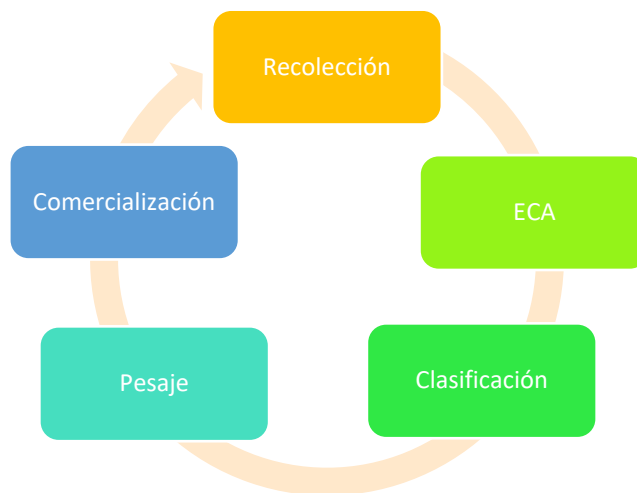 Recolección
ECA
Clasificación
Pesaje
Comercialización